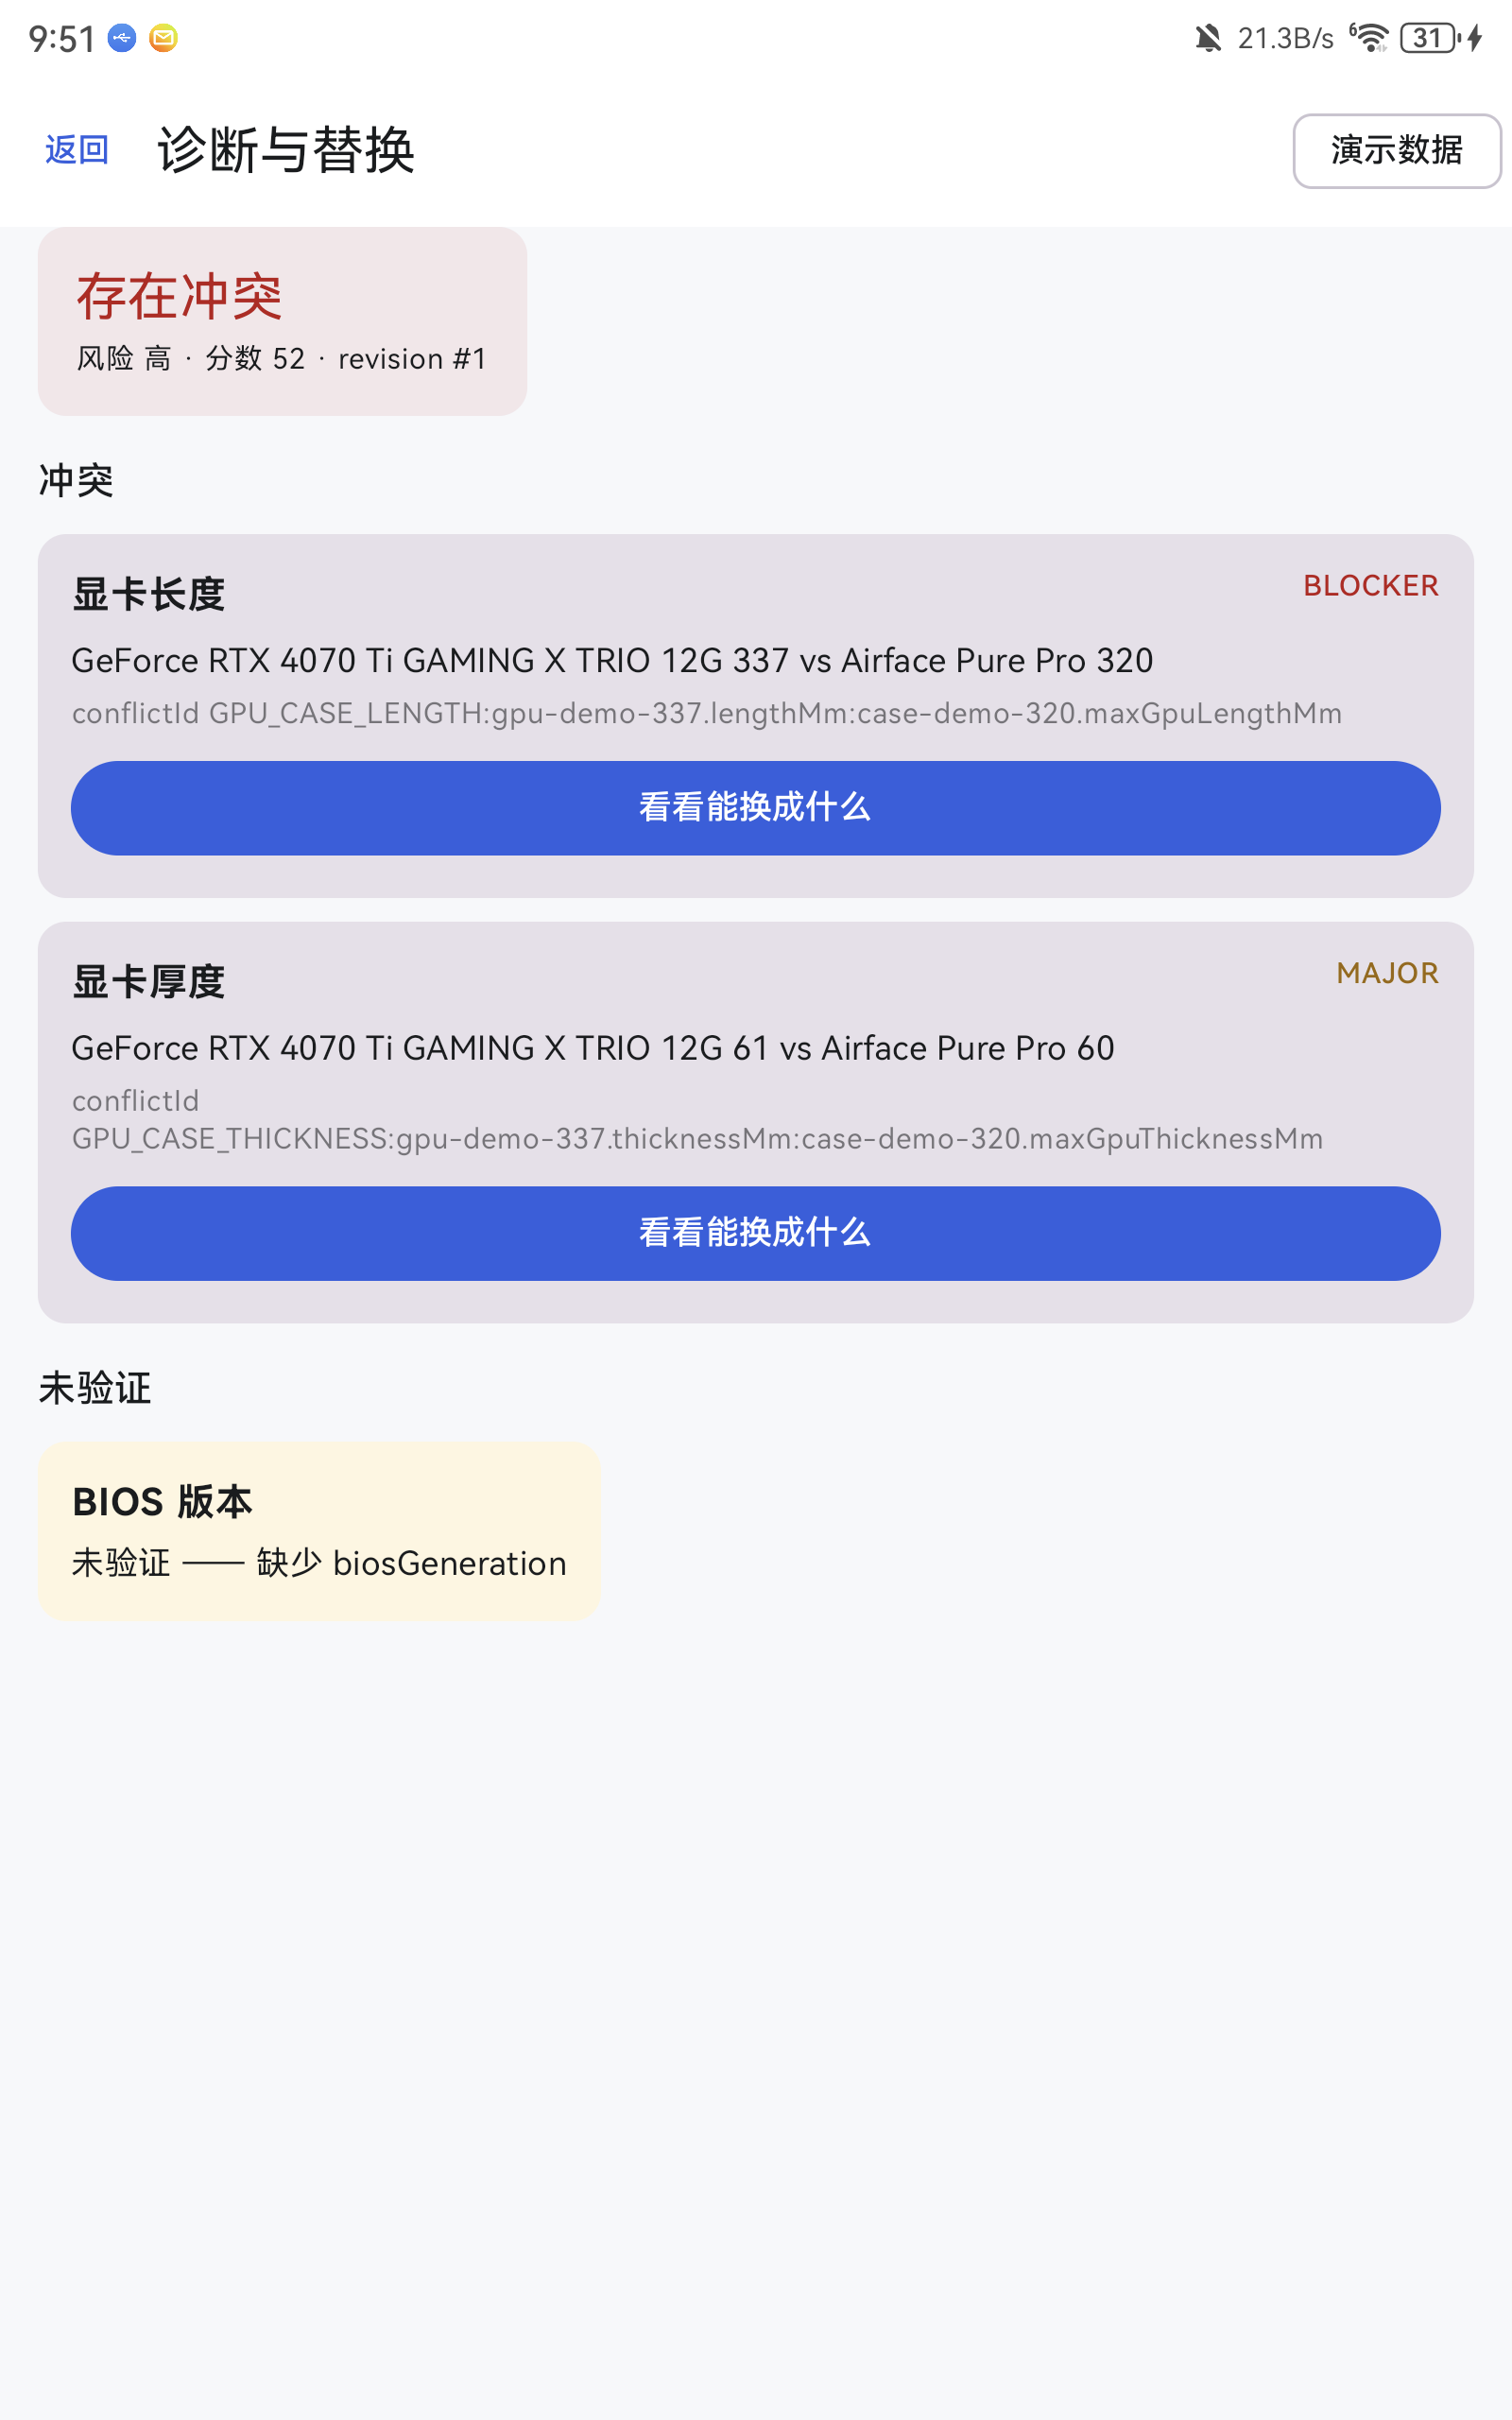 9:51
21.3B/s 6 31
返回 诊断与替换 演示数据
存在冲突
风险 高 · 分数 52 · revision #1
冲突
显卡长度 BLOCKER
GeForce RTX 4070 Ti GAMING X TRIO 12G 337 vs Airface Pure Pro 320
conflictId GPU_CASE_LENGTH:gpu-demo-337.lengthMm:case-demo-320.maxGpuLengthMm
看看能换成什么
显卡厚度 MAJOR
GeForce RTX 4070 Ti GAMING X TRIO 12G 61 vs Airface Pure Pro 60
conflictId
GPU_CASE_THICKNESS:gpu-demo-337.thicknessMm:case-demo-320.maxGpuThicknessMm
看看能换成什么
未验证
BIOS 版本
未验证 —— 缺少 biosGeneration